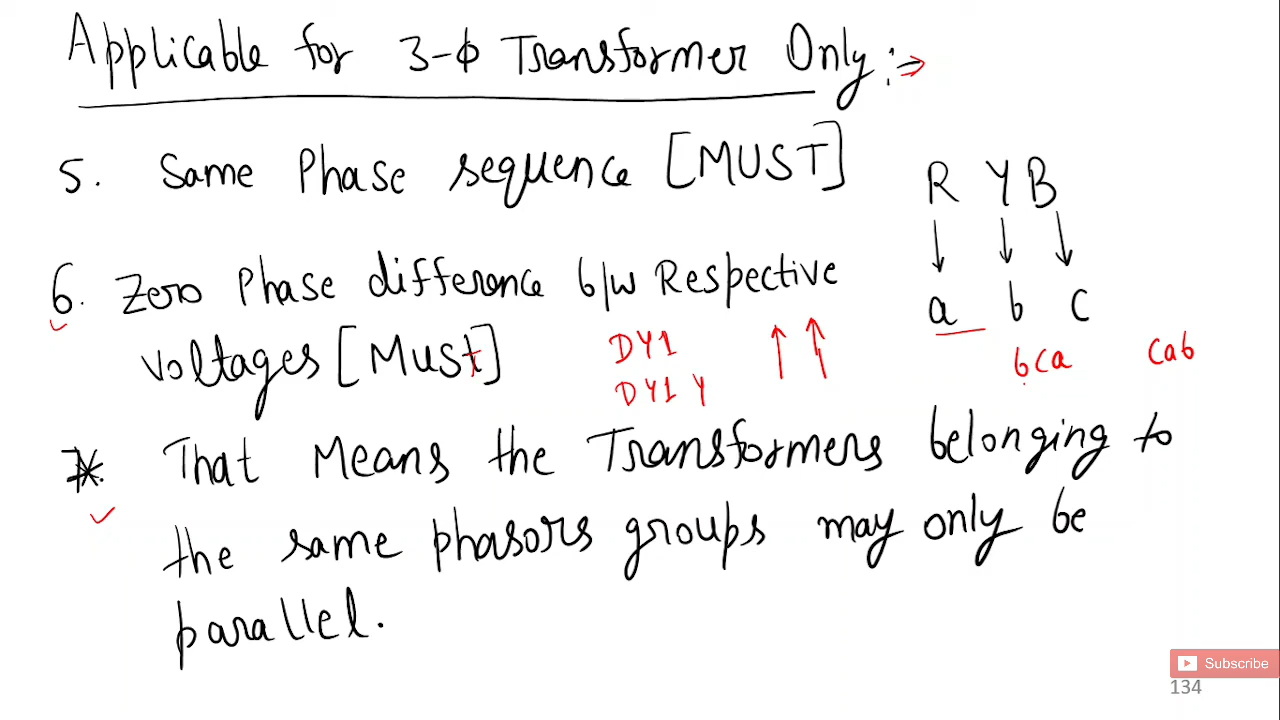 Applicable for 3-ϕ Transformer Only :→
5. Same Phase sequence [MUST]
R Y B
↓ ↓ ↓
a b c
bca cab
6. Zero Phase difference b/w Respective
voltages [Must]
DY1 ↑ ↑
DY1 Y
*. That Means the Transformers belonging to
the same phasors groups may only be
parallel.
Subscribe
134